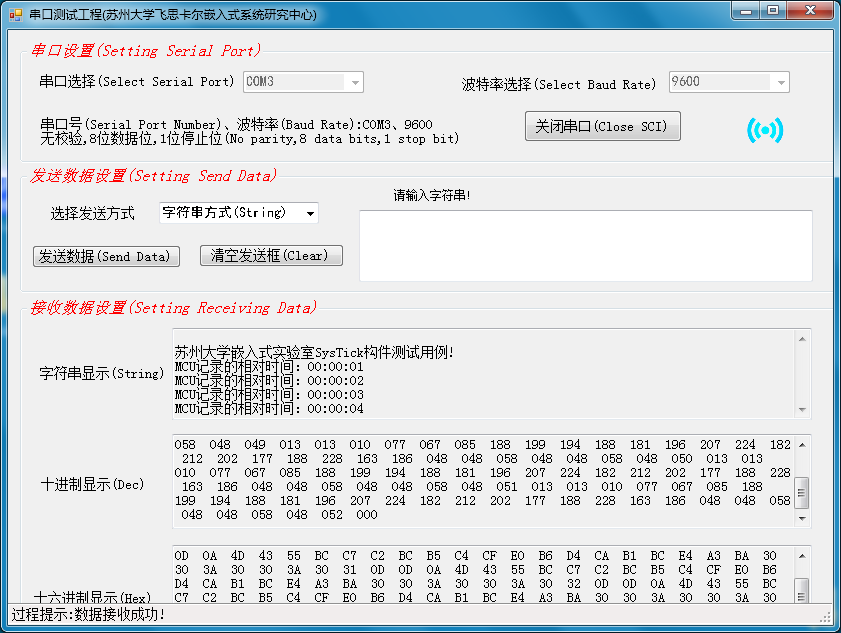 串口测试工程(苏州大学飞思卡尔嵌入式系统研究中心)
串口设置(Setting Serial Port)
串口选择(Select Serial Port) COM3
波特率选择(Select Baud Rate) 9600
串口号(Serial Port Number)、波特率(Baud Rate):COM3、9600
无校验,8位数据位,1位停止位(No parity,8 data bits,1 stop bit)
关闭串口(Close SCI)
发送数据设置(Setting Send Data)
请输入字符串!
选择发送方式 字符串方式(String)
发送数据(Send Data) 清空发送框(Clear)
接收数据设置(Setting Receiving Data)
字符串显示(String)
苏州大学嵌入式实验室SysTick构件测试用例!
MCU记录的相对时间: 00:00:01
MCU记录的相对时间: 00:00:02
MCU记录的相对时间: 00:00:03
MCU记录的相对时间: 00:00:04
十进制显示(Dec)
058 048 049 013 013 010 077 067 085 188 199 194 188 181 196 207 224 182
212 202 177 188 228 163 186 048 048 058 048 048 058 048 050 013 013
010 077 067 085 188 199 194 188 181 196 207 224 182 212 202 177 188 228
163 186 048 048 058 048 048 058 048 051 013 013 010 077 067 085 188
199 194 188 181 196 207 224 182 212 202 177 188 228 163 186 048 048 058
048 048 058 048 052 000
十六进制显示(Hex)
0D 0A 4D 43 55 BC C7 C2 BC B5 C4 CF E0 B6 D4 CA B1 BC E4 A3 BA 30
30 3A 30 30 3A 30 31 0D 0D 0A 4D 43 55 BC C7 C2 BC B5 C4 CF E0 B6
D4 CA B1 BC E4 A3 BA 30 30 3A 30 30 3A 30 32 0D 0D 0A 4D 43 55 BC
C7 C2 BC B5 C4 CF E0 B6 D4 CA B1 BC E4 A3 BA 30 30 3A 30 30 3A 30
过程提示:数据接收成功!